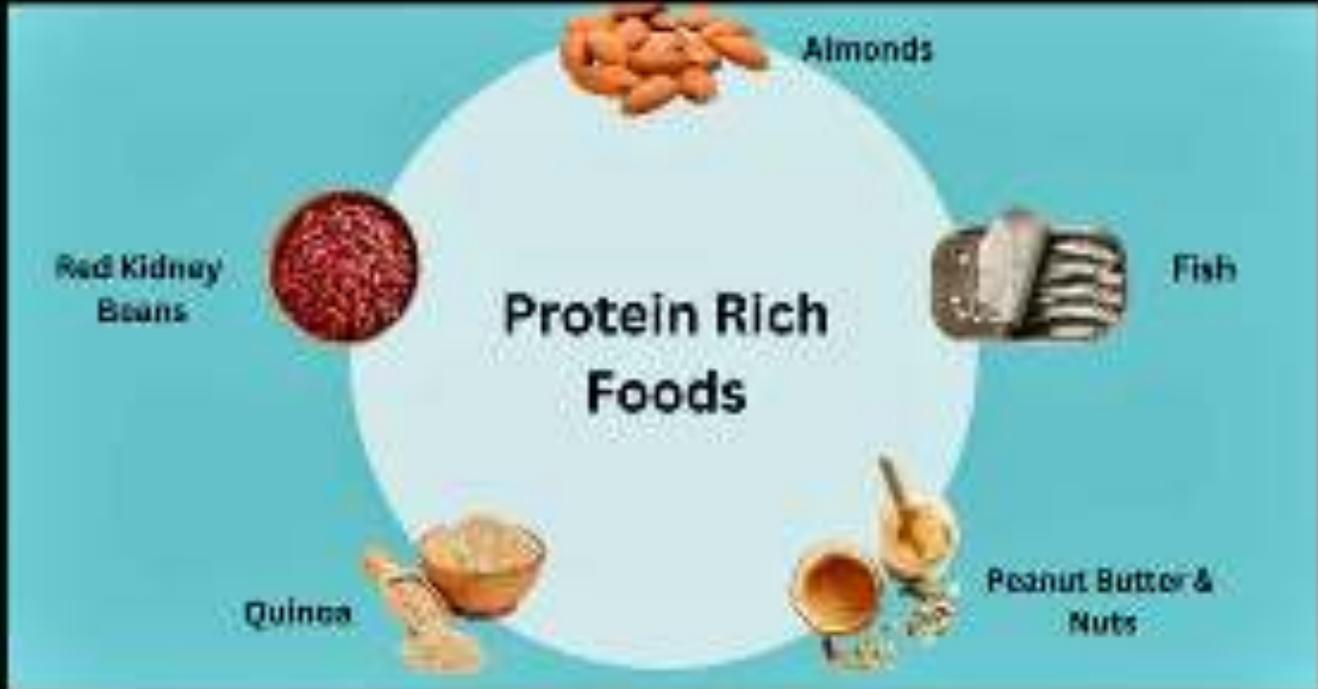 Almonds
Red Kidney
Beans
Fish
Protein Rich
Foods
Quinoa
Peanut Butter &
Nuts